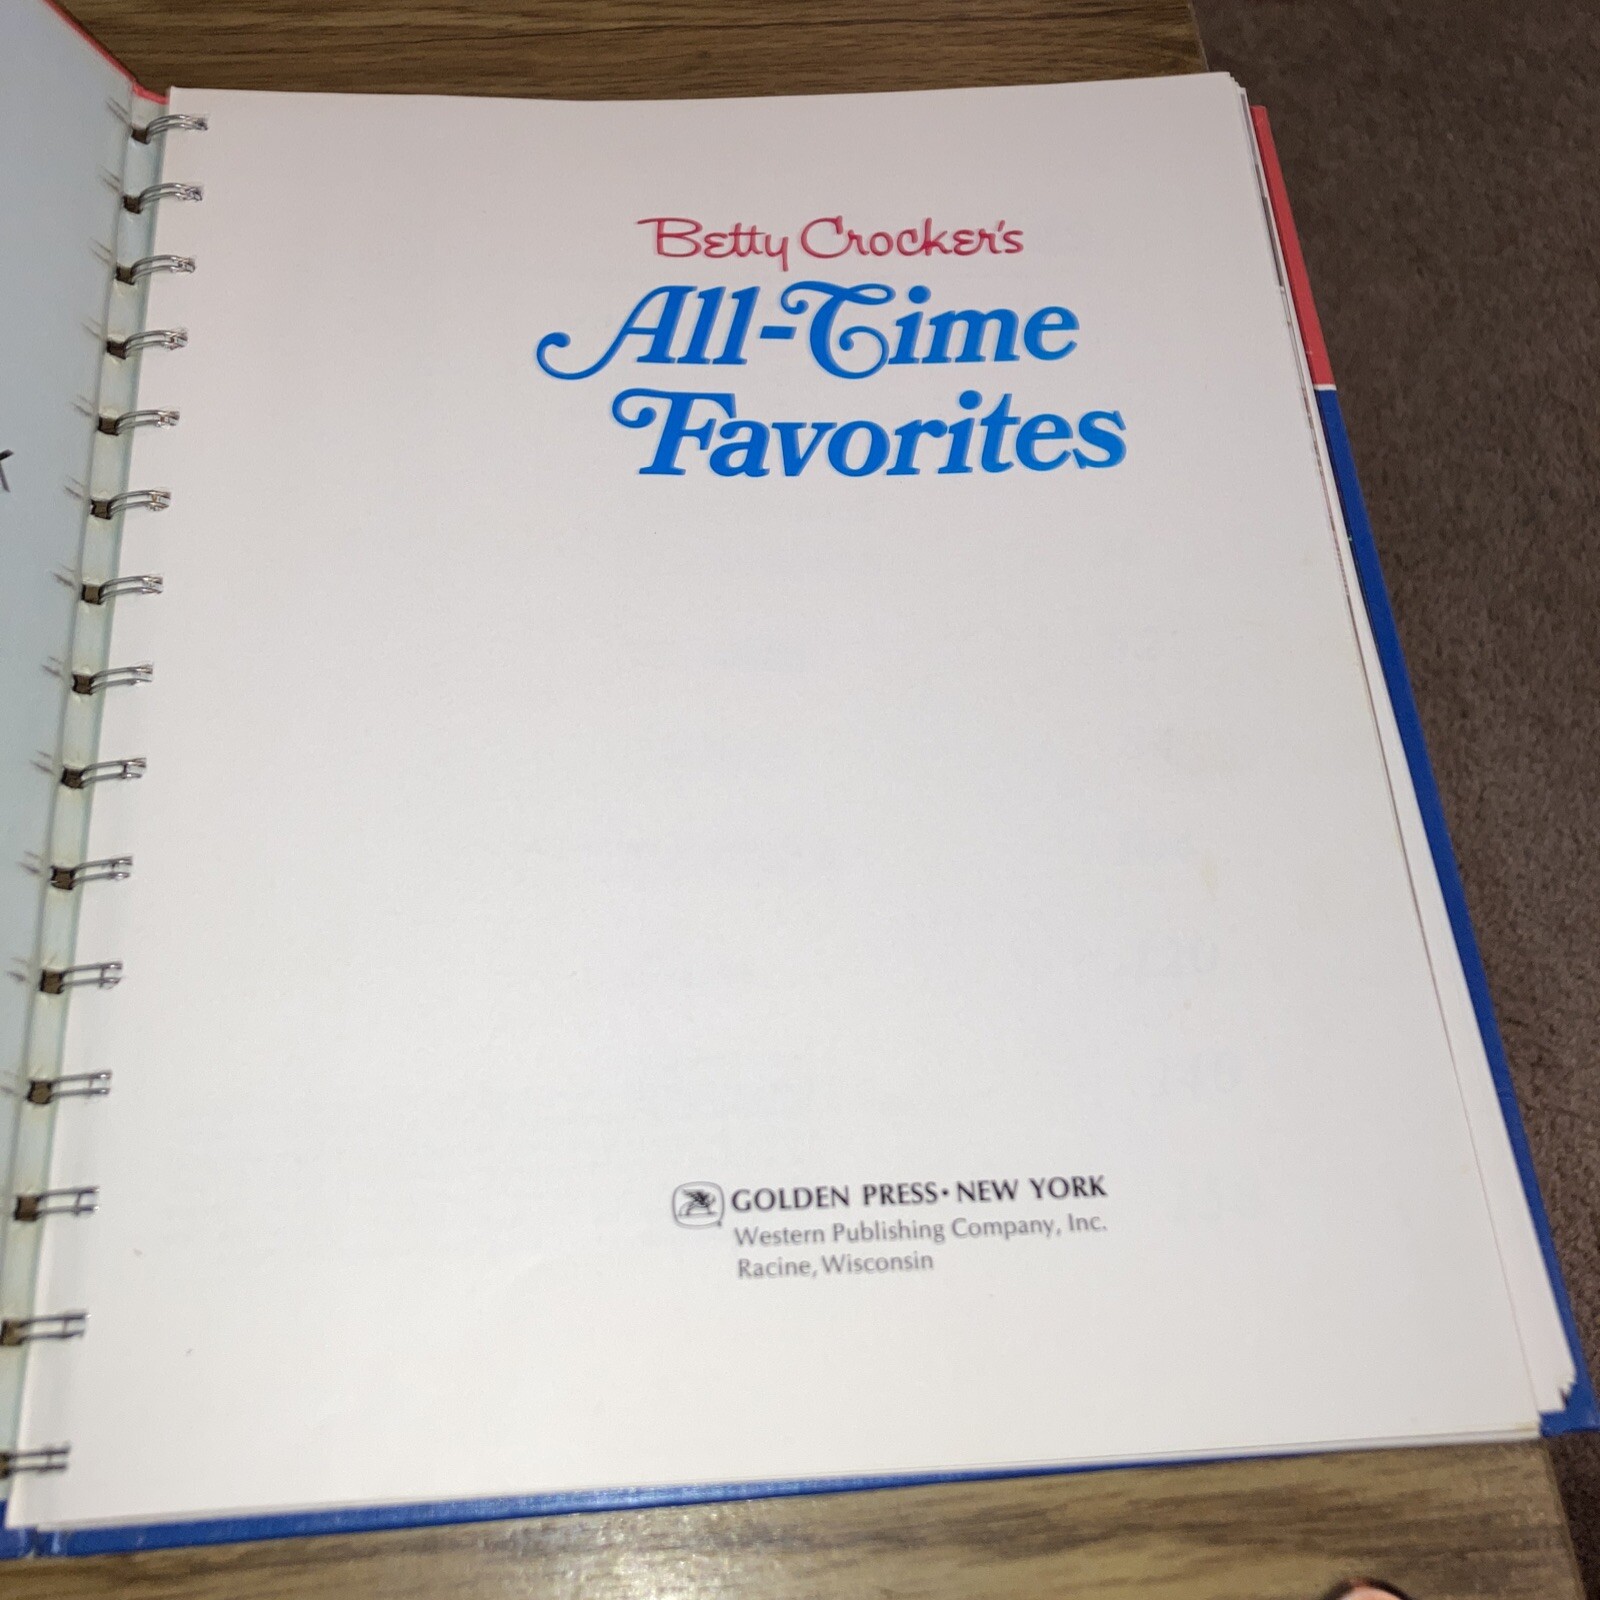 Betty Crocker's
All-Time
Favorites
GOLDEN PRESS • NEW YORK
Western Publishing Company, Inc.
Racine, Wisconsin